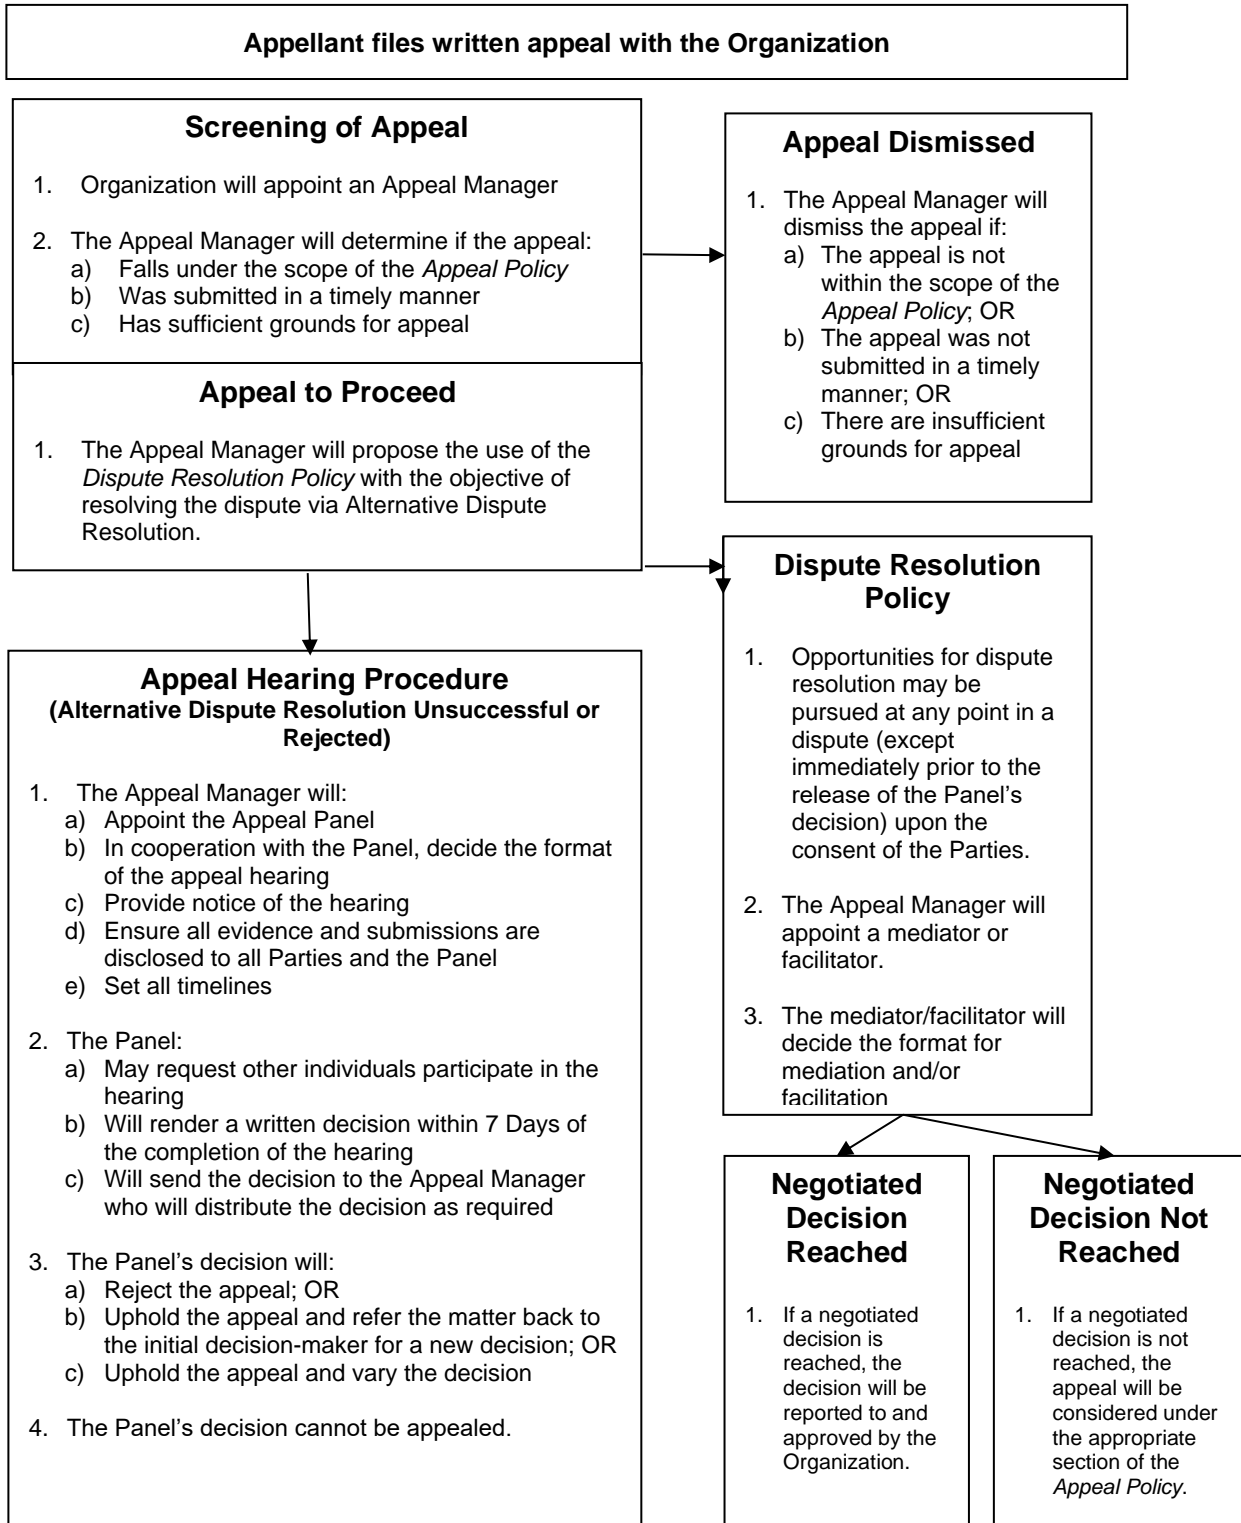 Appellant files written appeal with the Organization
Screening of Appeal
1. Organization will appoint an Appeal Manager
2. The Appeal Manager will determine if the appeal:
a) Falls under the scope of the Appeal Policy
b) Was submitted in a timely manner
c) Has sufficient grounds for appeal
Appeal Dismissed
1. The Appeal Manager will
dismiss the appeal if:
a) The appeal is not
within the scope of the
Appeal Policy; OR
b) The appeal was not
submitted in a timely
manner; OR
c) There are insufficient
grounds for appeal
Appeal to Proceed
1. The Appeal Manager will propose the use of the
Dispute Resolution Policy with the objective of
resolving the dispute via Alternative Dispute
Resolution.
Dispute Resolution
Policy
1. Opportunities for dispute
resolution may be
pursued at any point in a
dispute (except
immediately prior to the
release of the Panel's
decision) upon the
consent of the Parties.
2. The Appeal Manager will
appoint a mediator or
facilitator.
3. The mediator/facilitator will
decide the format for
mediation and/or
facilitation
Appeal Hearing Procedure
(Alternative Dispute Resolution Unsuccessful or
Rejected)
1. The Appeal Manager will:
a) Appoint the Appeal Panel
b) In cooperation with the Panel, decide the format
of the appeal hearing
c) Provide notice of the hearing
d) Ensure all evidence and submissions are
disclosed to all Parties and the Panel
e) Set all timelines
2. The Panel:
a) May request other individuals participate in the
hearing
b) Will render a written decision within 7 Days of
the completion of the hearing
c) Will send the decision to the Appeal Manager
who will distribute the decision as required
3. The Panel's decision will:
a) Reject the appeal; OR
b) Uphold the appeal and refer the matter back to
the initial decision-maker for a new decision; OR
c) Uphold the appeal and vary the decision
4. The Panel's decision cannot be appealed.
Negotiated
Decision
Reached
1. If a negotiated
decision is
reached, the
decision will be
reported to and
approved by the
Organization.
Negotiated
Decision Not
Reached
1. If a negotiated
decision is not
reached, the
appeal will be
considered under
the appropriate
section of the
Appeal Policy.